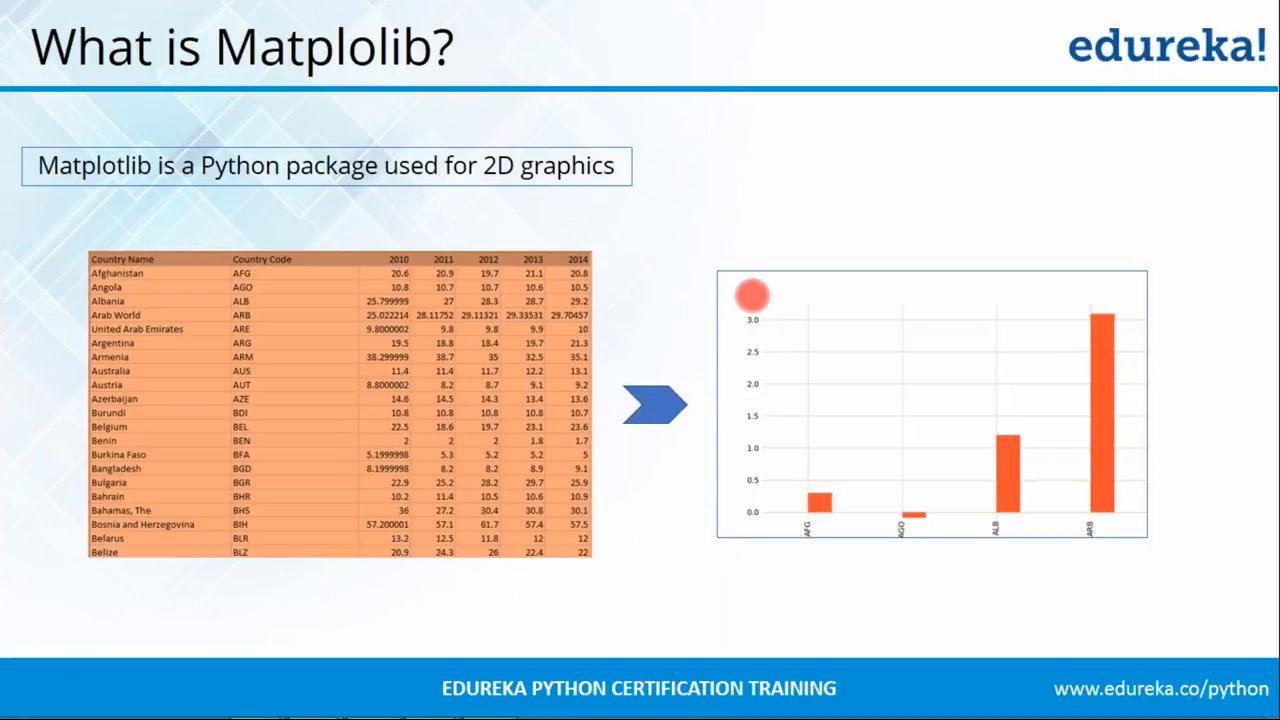 What is Matplolib?
edureka!
Matplotlib is a Python package used for 2D graphics
Country Name Country Code 2010 2011 2012 2013 2014
Afghanistan AFG 20.6 20.9 19.7 21.1 20.8
Angola AGO 10.8 10.7 10.7 10.6 10.5
Albania ALB 25.799999 27 28.3 28.7 29.2
Arab World ARB 25.022214 28.11752 29.11321 29.33531 29.70457
United Arab Emirates ARE 9.8000002 9.8 9.8 9.9 10
Argentina ARG 19.5 18.8 18.4 19.7 21.3
Armenia ARM 38.299999 38.7 35 32.5 35.1
Australia AUS 11.4 11.4 11.7 12.2 13.1
Austria AUT 8.8000002 8.2 8.7 9.1 9.2
Azerbaijan AZE 14.6 14.5 14.3 13.4 13.6
Burundi BDI 10.8 10.8 10.8 10.8 10.7
Belgium BEL 22.5 18.6 19.7 23.1 23.6
Benin BEN 2 2 2 1.8 1.7
Burkina Faso BFA 5.1999998 5.3 5.2 5.2 5
Bangladesh BGD 8.1999998 8.2 8.2 8.9 9.1
Bulgaria BGR 22.9 25.2 28.2 29.7 25.9
Bahrain BHR 10.2 11.4 10.5 10.6 10.9
Bahamas, The BHS 36 27.2 30.4 30.8 30.1
Bosnia and Herzegovina BIH 57.200001 57.1 61.7 57.4 57.5
Belarus BLR 13.2 12.5 11.8 12 12
Belize BLZ 20.9 24.3 26 22.4 22
3.0
2.5
2.0
1.5
1.0
0.5
0.0
AFG AGO ALB ARB
EDUREKA PYTHON CERTIFICATION TRAINING
www.edureka.co/python